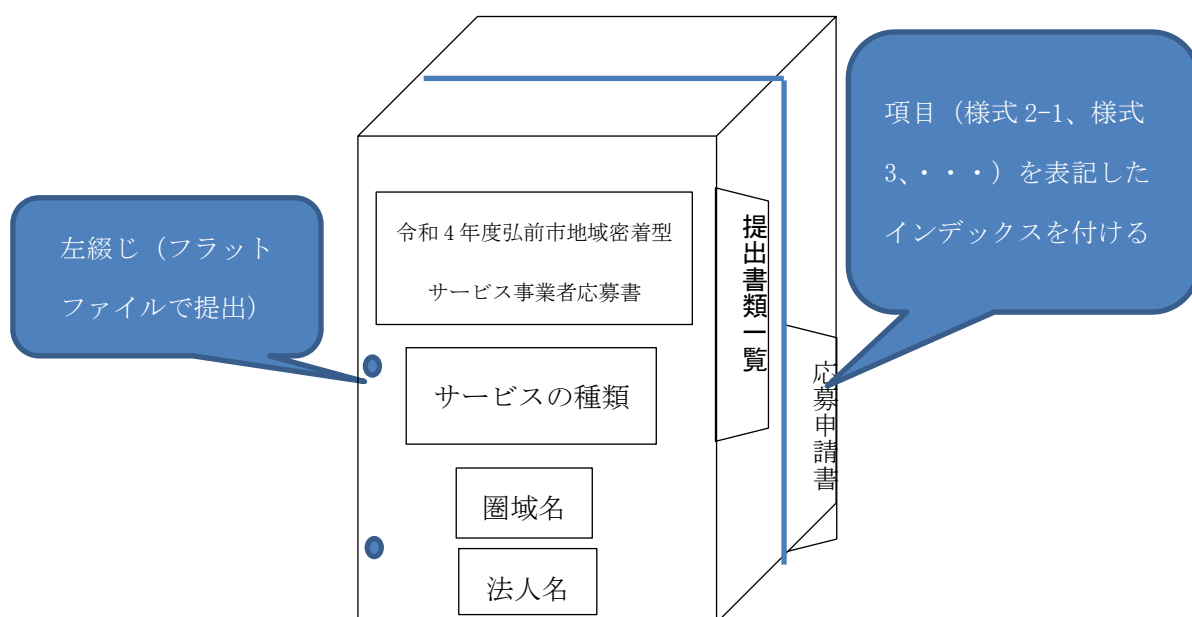 項目（様式 2-1、様式
3、・・・）を表記した
インデックスを付ける
左綴じ（フラット
ファイルで提出）
令和４年度弘前市地域密着型
サービス事業者応募書
提出書類一覧
サービスの種類
応募申請書
圏域名
法人名